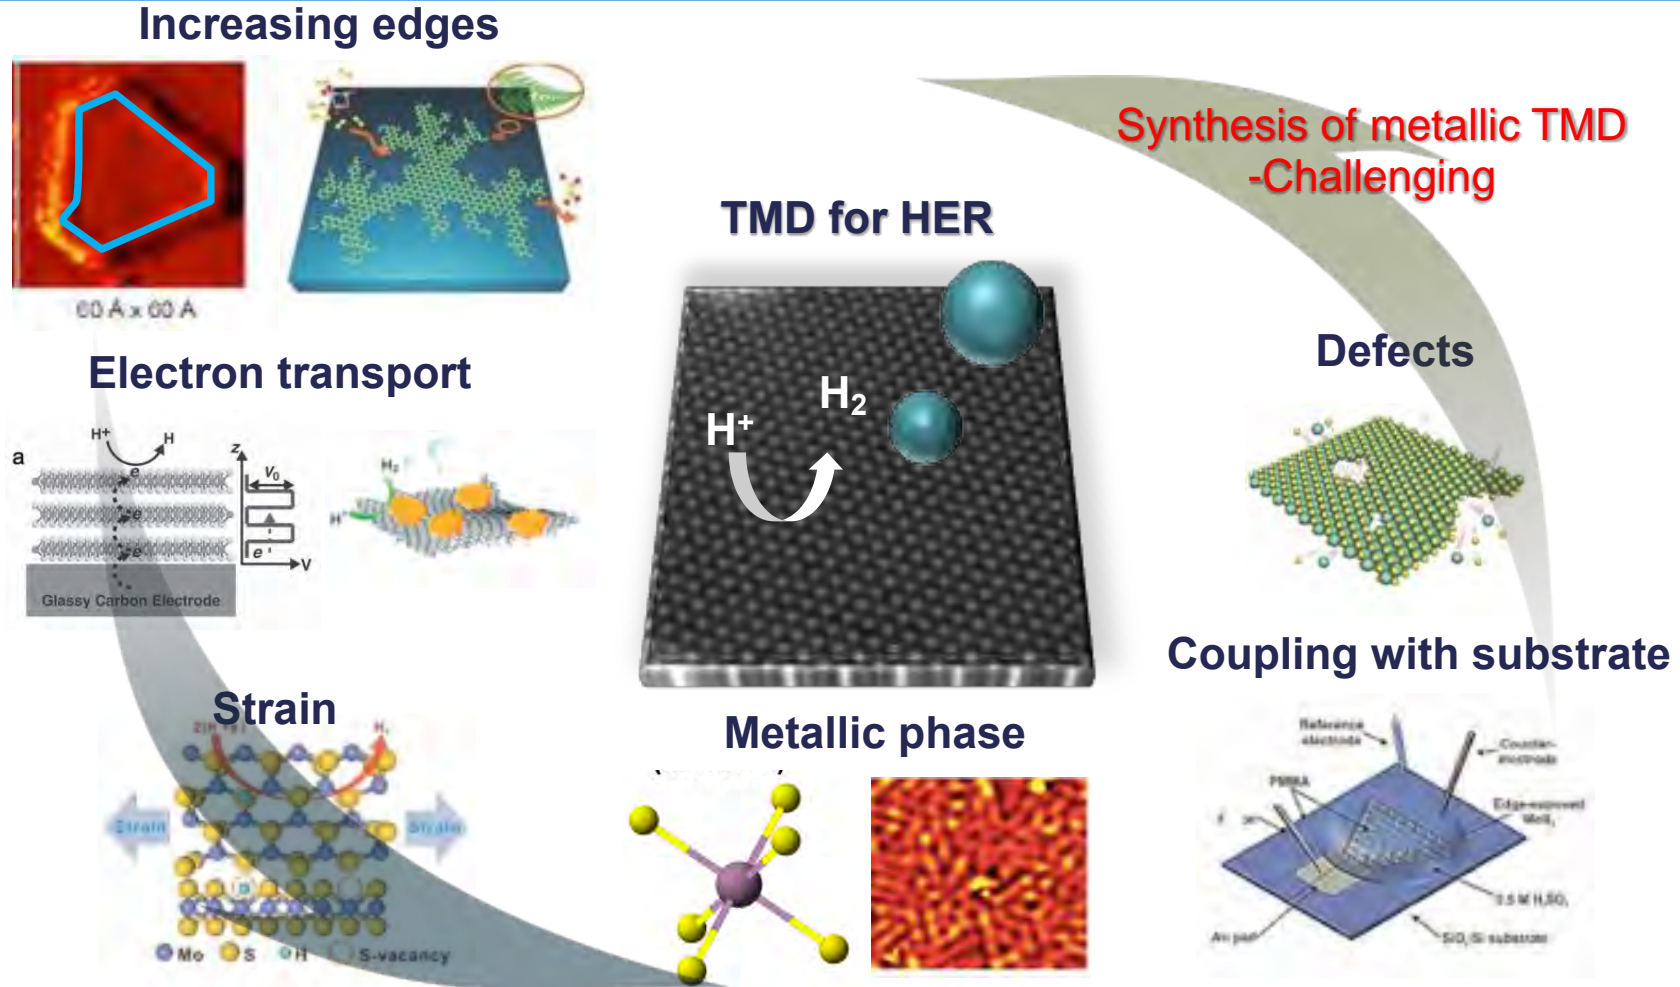 Increasing edges
60 Å x 60 Å
Synthesis of metallic TMD
-Challenging
TMD for HER
H⁺
H₂
Electron transport
a
H⁺
H
e
e
e
Glassy Carbon Electrode
z
V₀
e
V
H₂
H⁺
Defects
Strain
H₂
Strain
Strain
Mo
S
H
S-vacancy
Metallic phase
Coupling with substrate
Reference
electrode
Counter-
electrode
PMMA
Edge-exposed
MoS₂
0.5 M H₂SO₄
Au pad
SiO₂/Si substrate